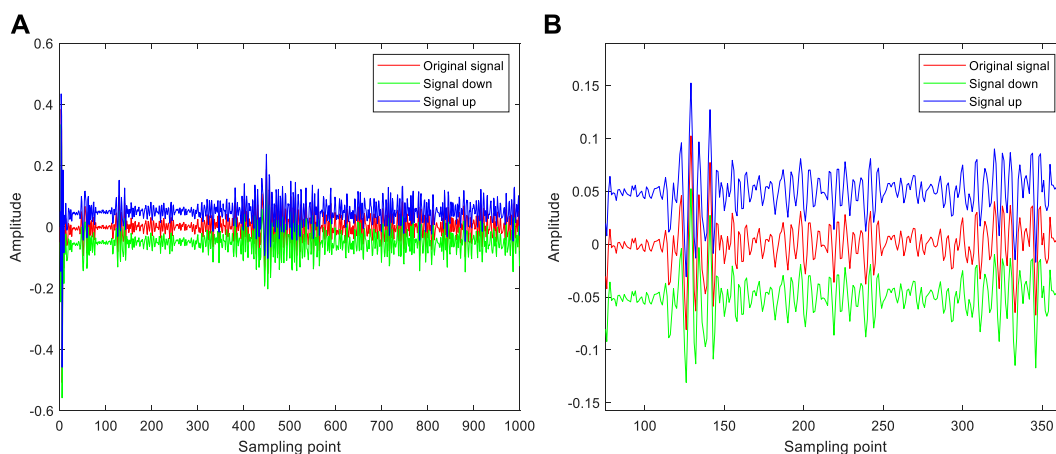 A
0.6
0.4
0.2
0
-0.2
-0.4
-0.6
Amplitude
0 100 200 300 400 500 600 700 800 900 1000
Sampling point
Original signal
Signal down
Signal up
B
0.15
0.1
0.05
0
-0.05
-0.1
-0.15
Amplitude
100 150 200 250 300 350
Sampling point
Original signal
Signal down
Signal up